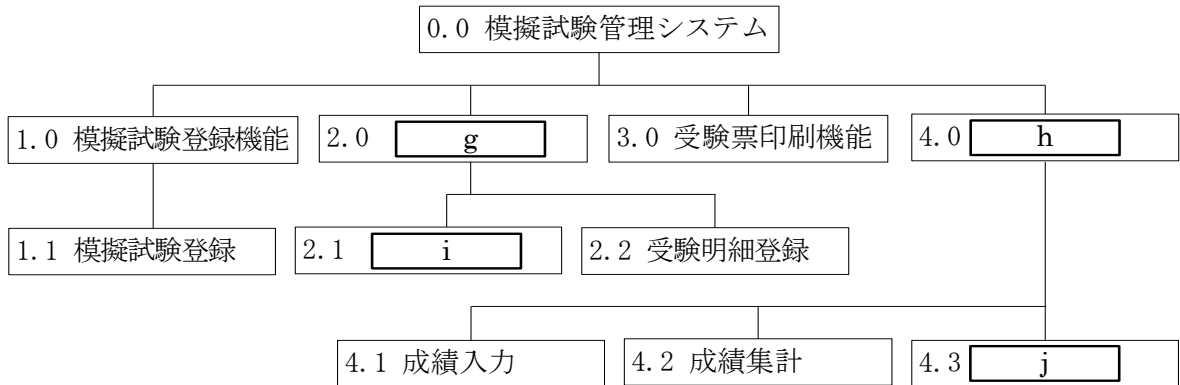 0.0 模擬試験管理システム
1.0 模擬試験登録機能
2.0 g
3.0 受験票印刷機能
4.0 h
1.1 模擬試験登録
2.1 i
2.2 受験明細登録
4.1 成績入力
4.2 成績集計
4.3 j